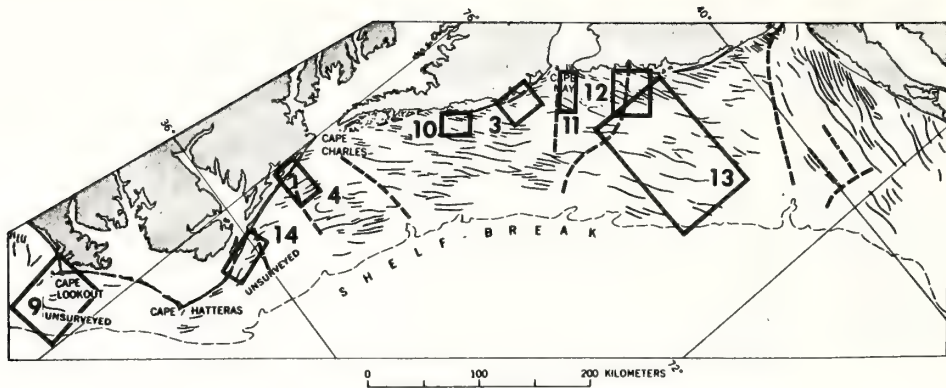 76°
40°
36°
CAPE MAY
12
10
3
11
CAPE CHARLES
1
4
13
14
UNSURVEYED
SHELF-BREAK
CAPE LOOKOUT
9
UNSURVEYED
CAPE HATTERAS
72°
0 100 200 KILOMETERS